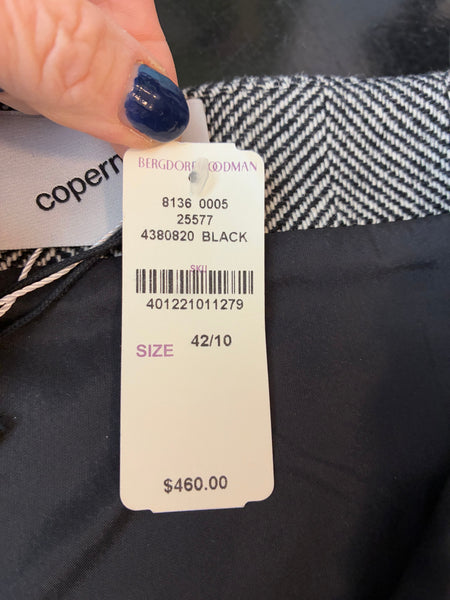 BERGDORF GOODMAN
coperni
8136 0005
25577
4380820 BLACK
SKU
401221011279
SIZE 42/10
$460.00